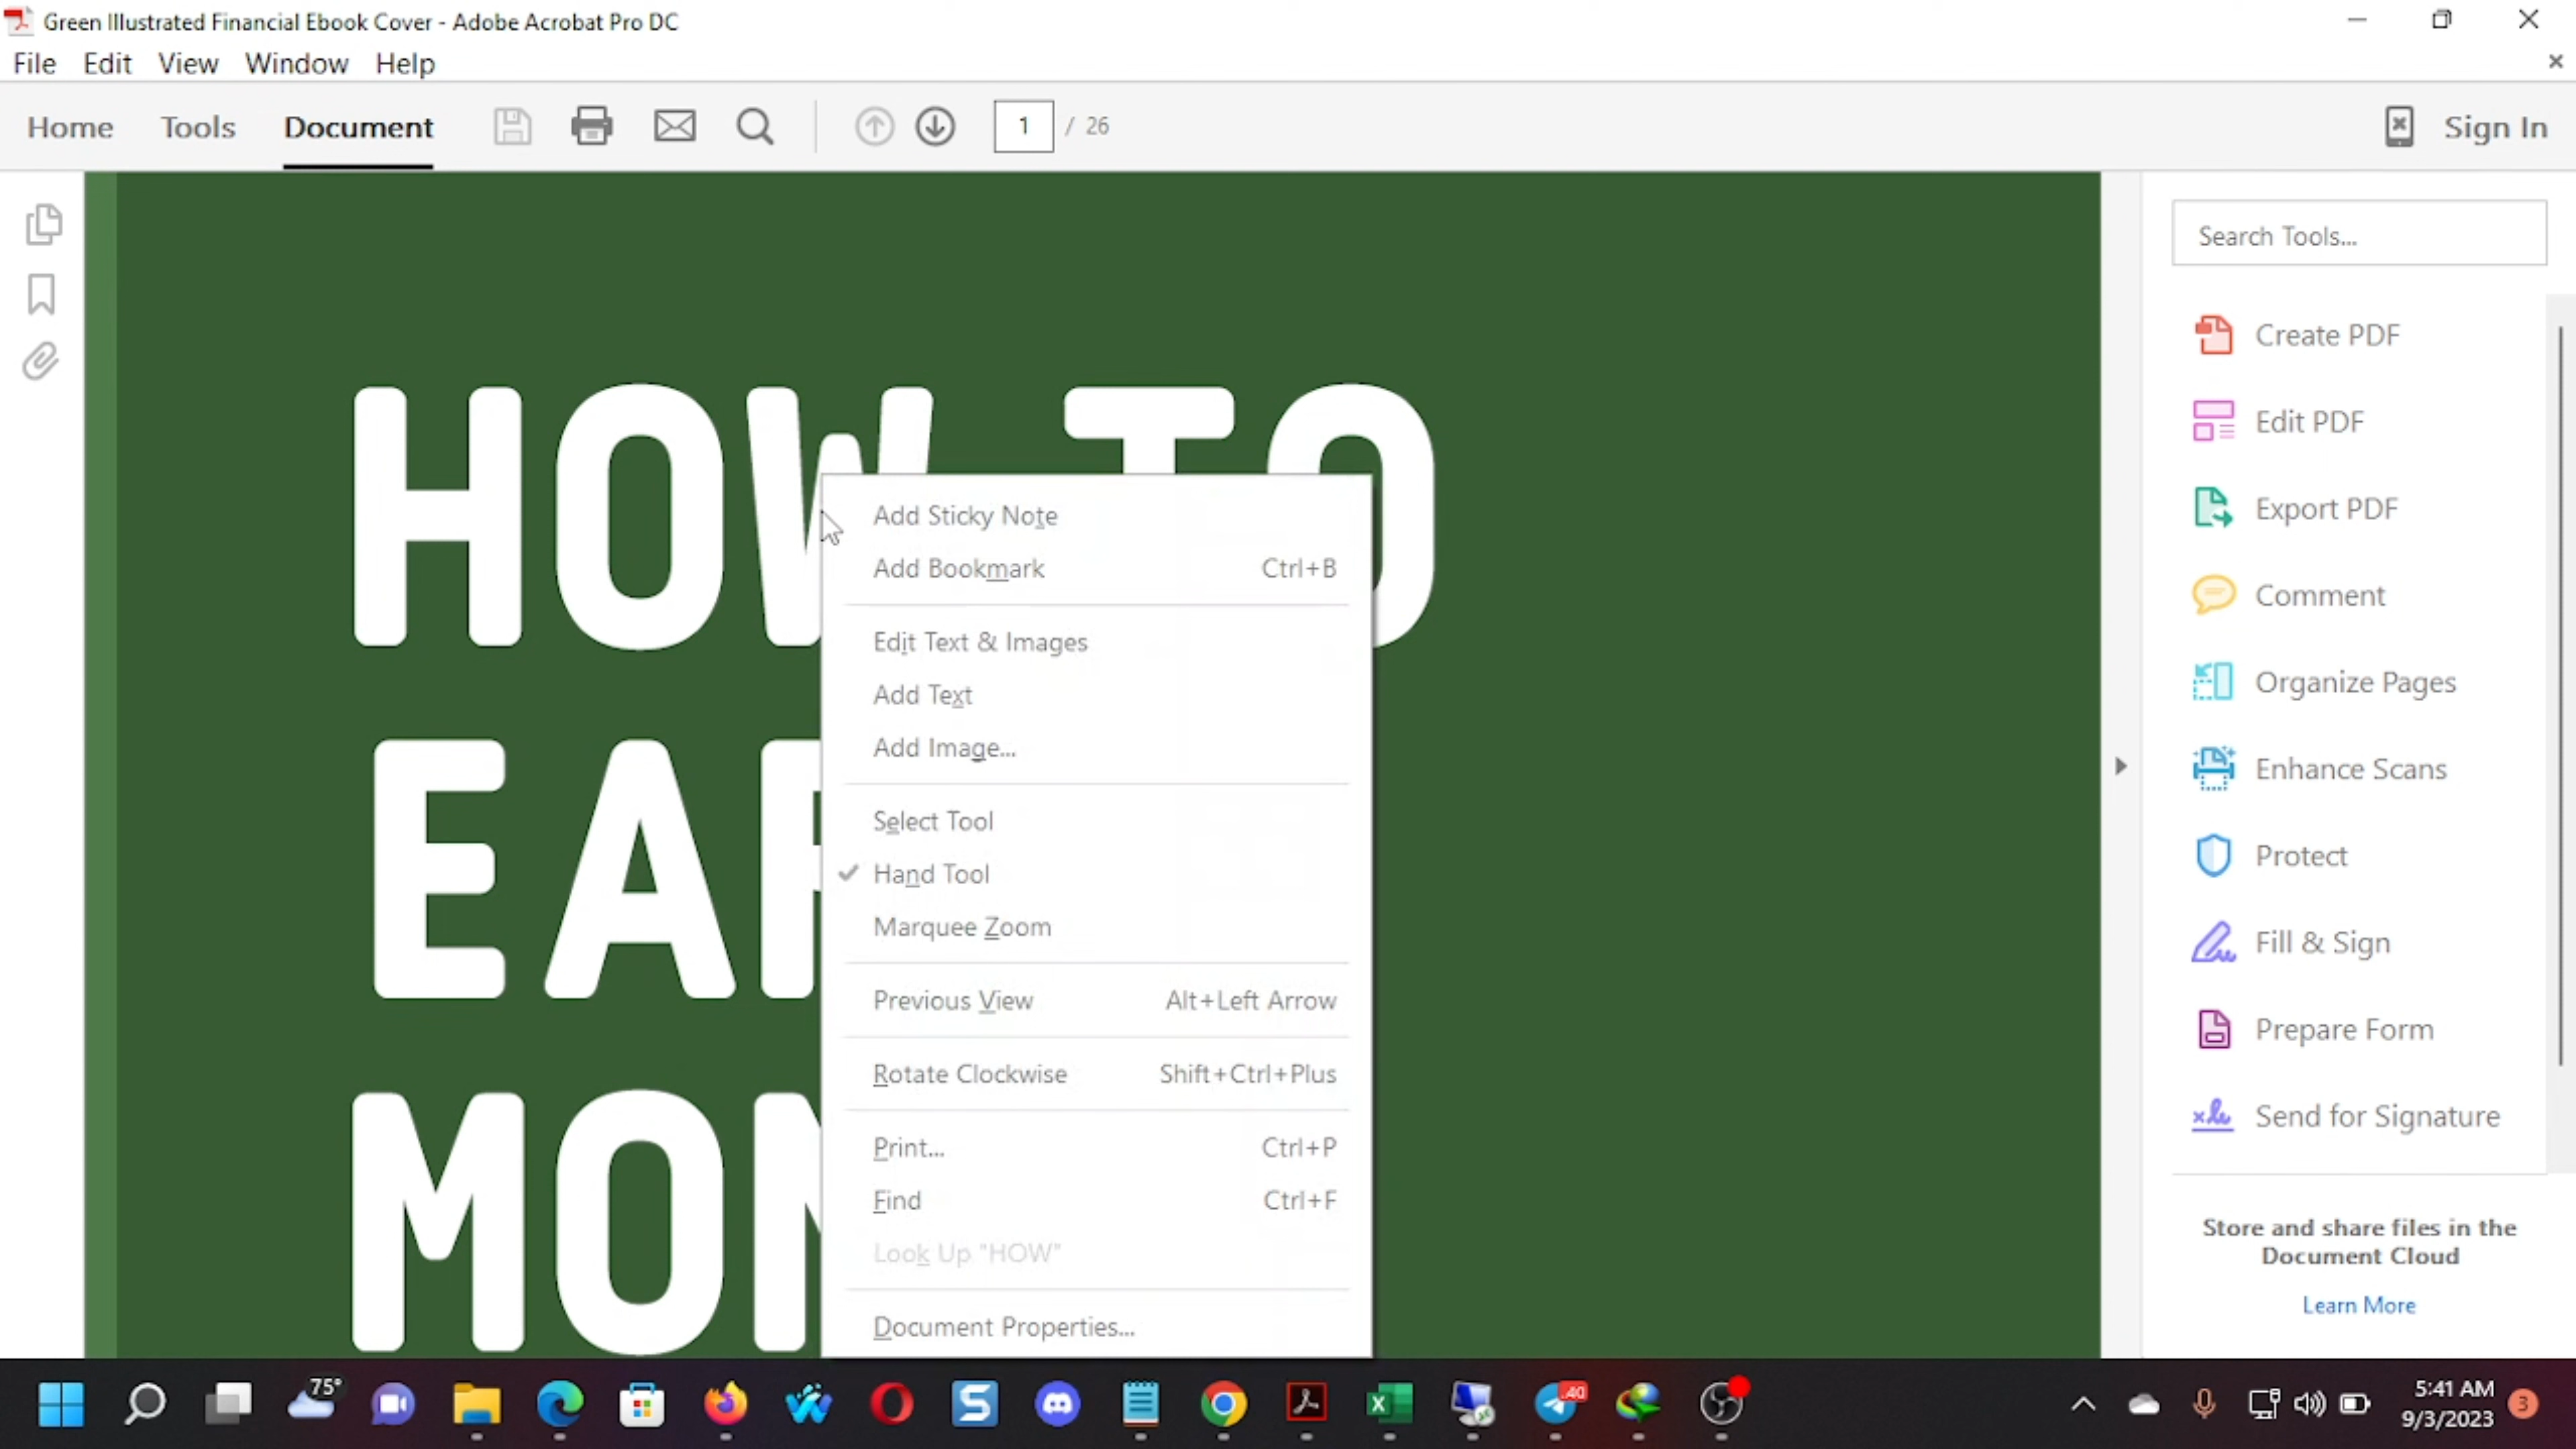 Green Illustrated Financial Ebook Cover - Adobe Acrobat Pro DC
File Edit View Window Help
Home Tools Document 1 / 26 Sign In
Search Tools...
Create PDF
Edit PDF
Export PDF
Comment
Organize Pages
Enhance Scans
Protect
Fill & Sign
Prepare Form
Send for Signature
Store and share files in the
Document Cloud
Learn More
HOW TO
Add Sticky Note
Add Bookmark Ctrl+B
Edit Text & Images
Add Text
Add Image...
Select Tool
Hand Tool
Marquee Zoom
Previous View Alt+Left Arrow
Rotate Clockwise Shift+Ctrl+Plus
Print... Ctrl+P
Find Ctrl+F
Look Up "HOW"
Document Properties...
75°
S
X
40
5:41 AM
9/3/2023
3